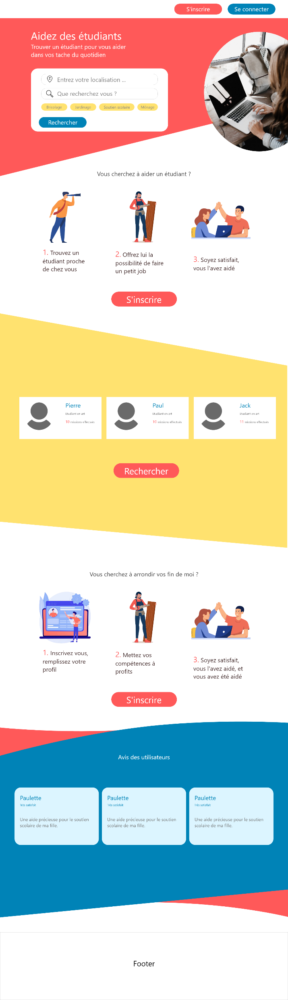 S'inscrire
Se connecter
Aidez des étudiants
Trouver un étudiant pour vous aider
dans vos tache du quotidien
Entrez votre localisation ...
Que recherchez vous ?
Bricolage
Jardinage
Soutien scolaire
Ménage
Rechercher
Vous cherchez à aider un étudiant ?
1. Trouvez un
étudiant proche
de chez vous
2. Offrez lui la
possibilité de faire
un petit job
3. Soyez satisfait,
vous l'avez aidé
S'inscrire
Pierre
Etudiant en art
10 missions effectués
Paul
Etudiant en art
10 missions effectués
Jack
Etudiant en art
11 missions effectués
Rechercher
Vous cherchez à arrondir vos fin de moi ?
1. Inscrivez vous,
remplissez votre
profil
2. Mettez vos
compétences à
profits
3. Soyez satisfait,
vous l'avez aidé, et
vous avez été aidé
S'inscrire
Avis des utilisateurs
Paulette
Très satisfait
Une aide précieuse pour le soutien
scolaire de ma fille.
Paulette
Très satisfait
Une aide précieuse pour le soutien
scolaire de ma fille.
Paulette
Très satisfait
Une aide précieuse pour le soutien
scolaire de ma fille.
Footer